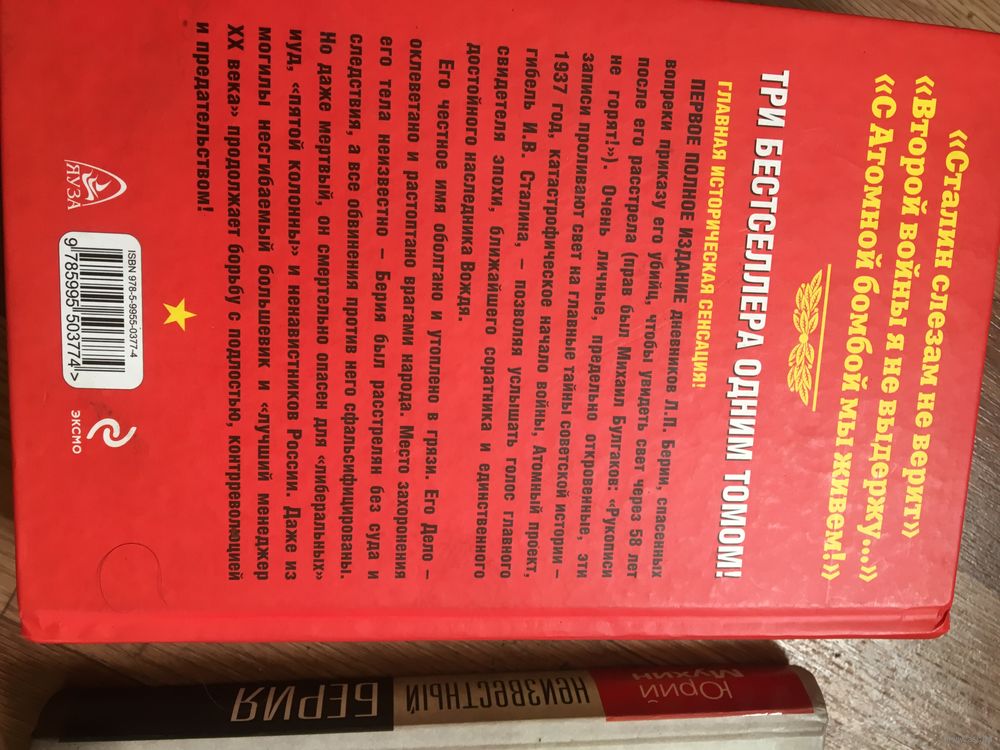 «Сталин слезам не верит»
«Второй войны я не выдержу...»
«С Атомной бомбой мы живем!»
ТРИ БЕСТСЕЛЛЕРА ОДНИМ ТОМОМ!
ГЛАВНАЯ ИСТОРИЧЕСКАЯ СЕНСАЦИЯ!
ПЕРВОЕ ПОЛНОЕ ИЗДАНИЕ дневников Л.П. Берии, спасенных
вопреки приказу его убийц, чтобы увидеть свет через 58 лет
после его расстрела (прав был Михаил Булгаков: «Рукописи
не горят!»). Очень личные, предельно откровенные, эти
записи проливают свет на главные тайны советской истории –
1937 год, катастрофическое начало войны, Атомный проект,
гибель И.В. Сталина, – позволяя услышать голос главного
свидетеля эпохи, ближайшего соратника и единственного
достойного наследника Вождя.
Его честное имя оболгано и утоплено в грязи. Его Дело –
оклеветано и растоптано врагами народа. Место захоронения
его тела неизвестно – Берия был расстрелян без суда и
следствия, а все обвинения против него сфальсифицированы.
Но даже мертвый, он смертельно опасен для «либеральных»
иуд, «пятой колонны» и ненавистников России. Даже из
могилы несгибаемый большевик и «лучший менеджер
XX века» продолжает борьбу с подлостью, контрреволюцией
и предательством!
ЯУЗА
ISBN 978-5-9955-0377-4
9 785995 503774 >
ЭКСМО
Юрий
Мухин
НЕИЗВЕСТНЫЙ
БЕРИЯ